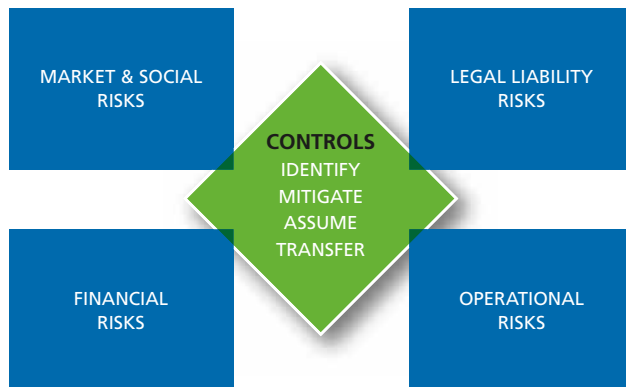 MARKET & SOCIAL
RISKS
LEGAL LIABILITY
RISKS
CONTROLS
IDENTIFY
MITIGATE
ASSUME
TRANSFER
FINANCIAL
RISKS
OPERATIONAL
RISKS